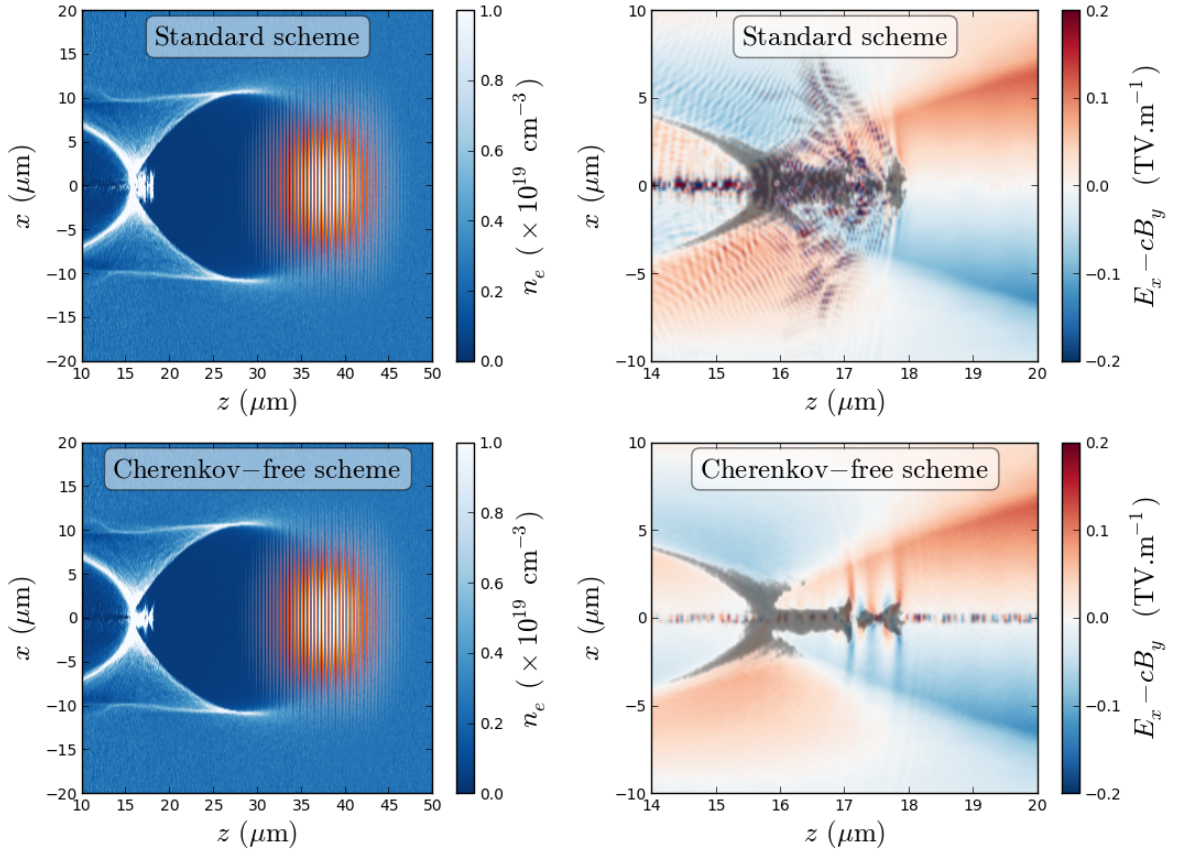 Standard scheme
20
15
10
5
0
−5
−10
−15
−20
x (μm)
10 15 20 25 30 35 40 45 50
z (μm)
1.0
0.8
0.6
0.4
0.2
0.0
n_e ( × 10^19 cm^−3 )
Standard scheme
10
5
0
−5
−10
x (μm)
14 15 16 17 18 19 20
z (μm)
0.2
0.1
0.0
−0.1
−0.2
E_x − cB_y (TV.m^−1)
Cherenkov−free scheme
20
15
10
5
0
−5
−10
−15
−20
x (μm)
10 15 20 25 30 35 40 45 50
z (μm)
1.0
0.8
0.6
0.4
0.2
0.0
n_e ( × 10^19 cm^−3 )
Cherenkov−free scheme
10
5
0
−5
−10
x (μm)
14 15 16 17 18 19 20
z (μm)
0.2
0.1
0.0
−0.1
−0.2
E_x − cB_y (TV.m^−1)